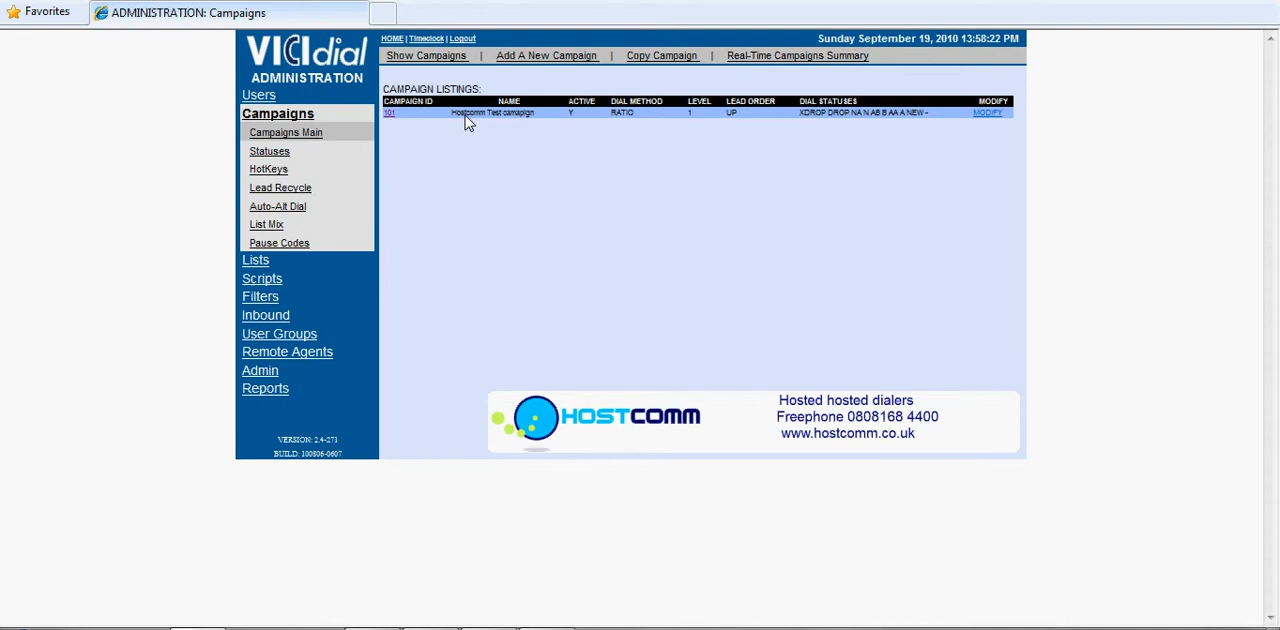 Favorites
ADMINISTRATION: Campaigns
VICIdial
ADMINISTRATION
HOME | Timeclock | Logout
Sunday September 19, 2010 13:58:22 PM
Show Campaigns | Add A New Campaign | Copy Campaign | Real-Time Campaigns Summary
CAMPAIGN LISTINGS:
CAMPAIGN ID NAME ACTIVE DIAL METHOD LEVEL LEAD ORDER DIAL STATUSES MODIFY
101 Hostcomm Test camapign Y RATIO 1 UP XDROP DROP NA N AB B AA A NEW - MODIFY
Users
Campaigns
Campaigns Main
Statuses
HotKeys
Lead Recycle
Auto-Alt Dial
List Mix
Pause Codes
Lists
Scripts
Filters
Inbound
User Groups
Remote Agents
Admin
Reports
VERSION: 2.4-271
BUILD: 100806-0607
HOSTCOMM
Hosted hosted dialers
Freephone 0808168 4400
www.hostcomm.co.uk